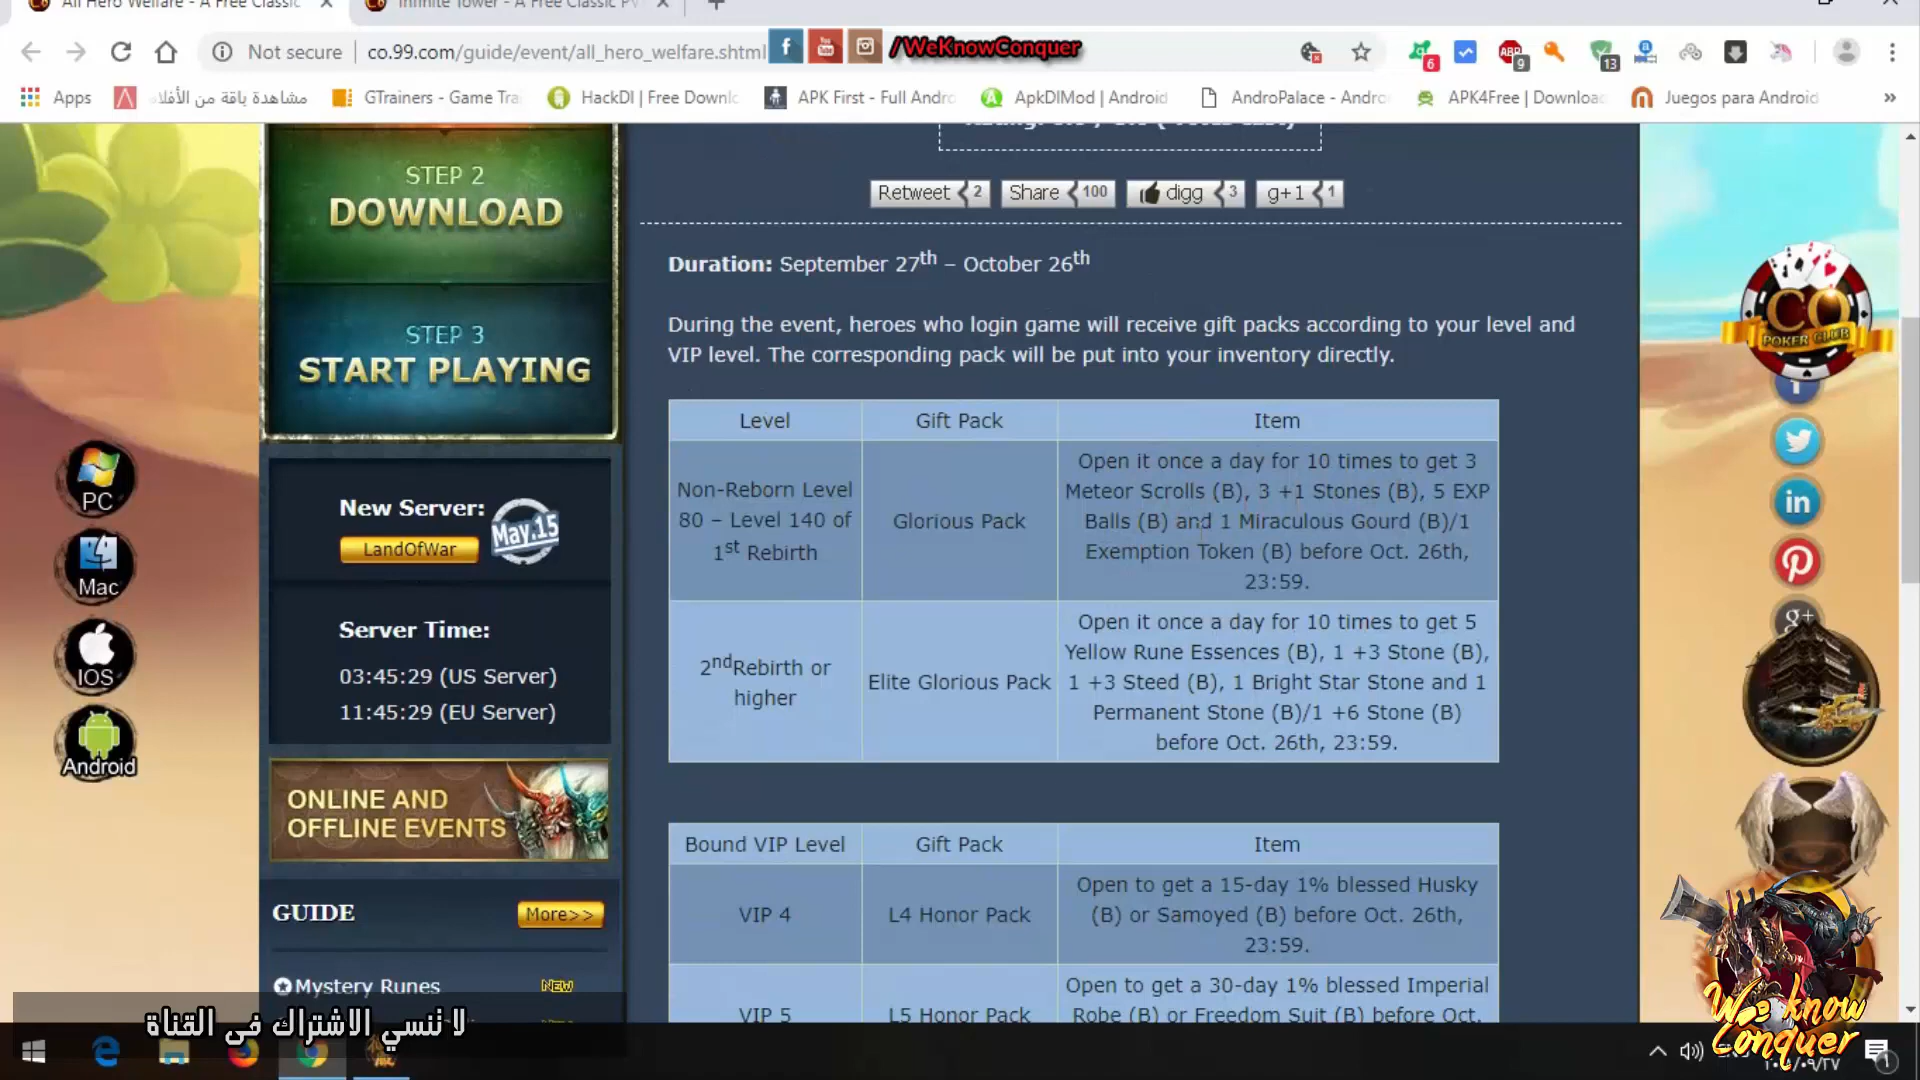 All Hero Welfare - A Free Classic
Infinite Tower - A Free Classic PV
Not secure
co.99.com/guide/event/all_hero_welfare.shtml
/WeKnowConquer
6
ABP
9
13
Apps
مشاهدة باقة من الأفلا
GTrainers - Game Tra
HackDl | Free Downlo
APK First - Full Andro
ApkDlMod | Android
AndroPalace - Andro
APK4Free | Downloa
Juegos para Android
»
STEP 2
DOWNLOAD
STEP 3
START PLAYING
Retweet 2
Share 100
digg 3
g+1 1
Duration: September 27th – October 26th
During the event, heroes who login game will receive gift packs according to your level and
VIP level. The corresponding pack will be put into your inventory directly.
Level
Gift Pack
Item
Non-Reborn Level
80 – Level 140 of
1st Rebirth
Glorious Pack
Open it once a day for 10 times to get 3
Meteor Scrolls (B), 3 +1 Stones (B), 5 EXP
Balls (B) and 1 Miraculous Gourd (B)/1
Exemption Token (B) before Oct. 26th,
23:59.
2ndRebirth or
higher
Elite Glorious Pack
Open it once a day for 10 times to get 5
Yellow Rune Essences (B), 1 +3 Stone (B),
1 +3 Steed (B), 1 Bright Star Stone and 1
Permanent Stone (B)/1 +6 Stone (B)
before Oct. 26th, 23:59.
Bound VIP Level
Gift Pack
Item
VIP 4
L4 Honor Pack
Open to get a 15-day 1% blessed Husky
(B) or Samoyed (B) before Oct. 26th,
23:59.
VIP 5
L5 Honor Pack
Open to get a 30-day 1% blessed Imperial
Robe (B) or Freedom Suit (B) before Oct.
New Server:
LandOfWar
May.15
Server Time:
03:45:29 (US Server)
11:45:29 (EU Server)
ONLINE AND
OFFLINE EVENTS
GUIDE
More>>
Mystery Runes
NEW
PC
Mac
IOS
Android
CO
POKER CLUB
in
g+
لا تنسي الاشتراك في القناة
We know
Conquer
1